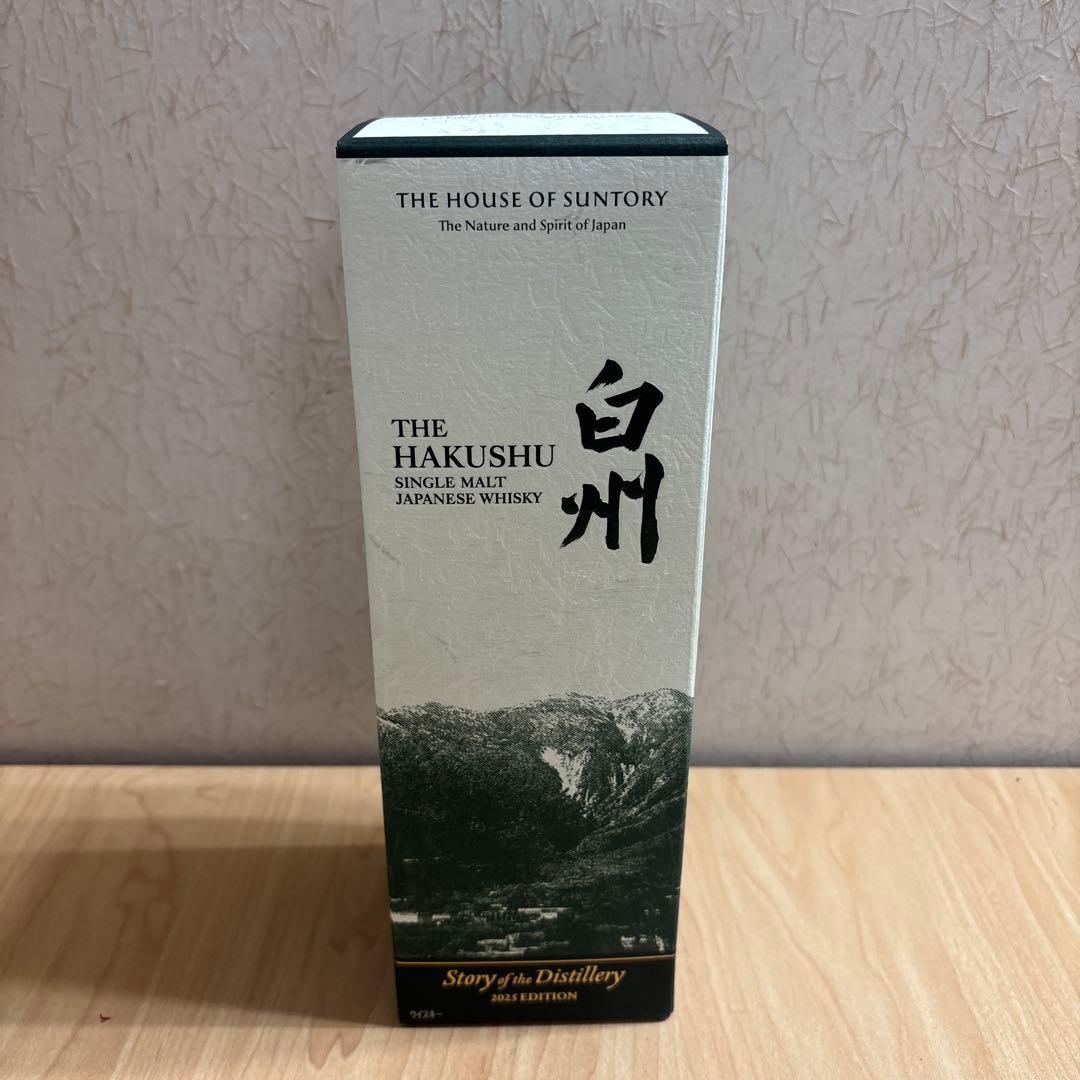 THE HOUSE OF SUNTORY
The Nature and Spirit of Japan
白州
THE
HAKUSHU
SINGLE MALT
JAPANESE WHISKY
Story of the Distillery
2025 EDITION
ウイスキー